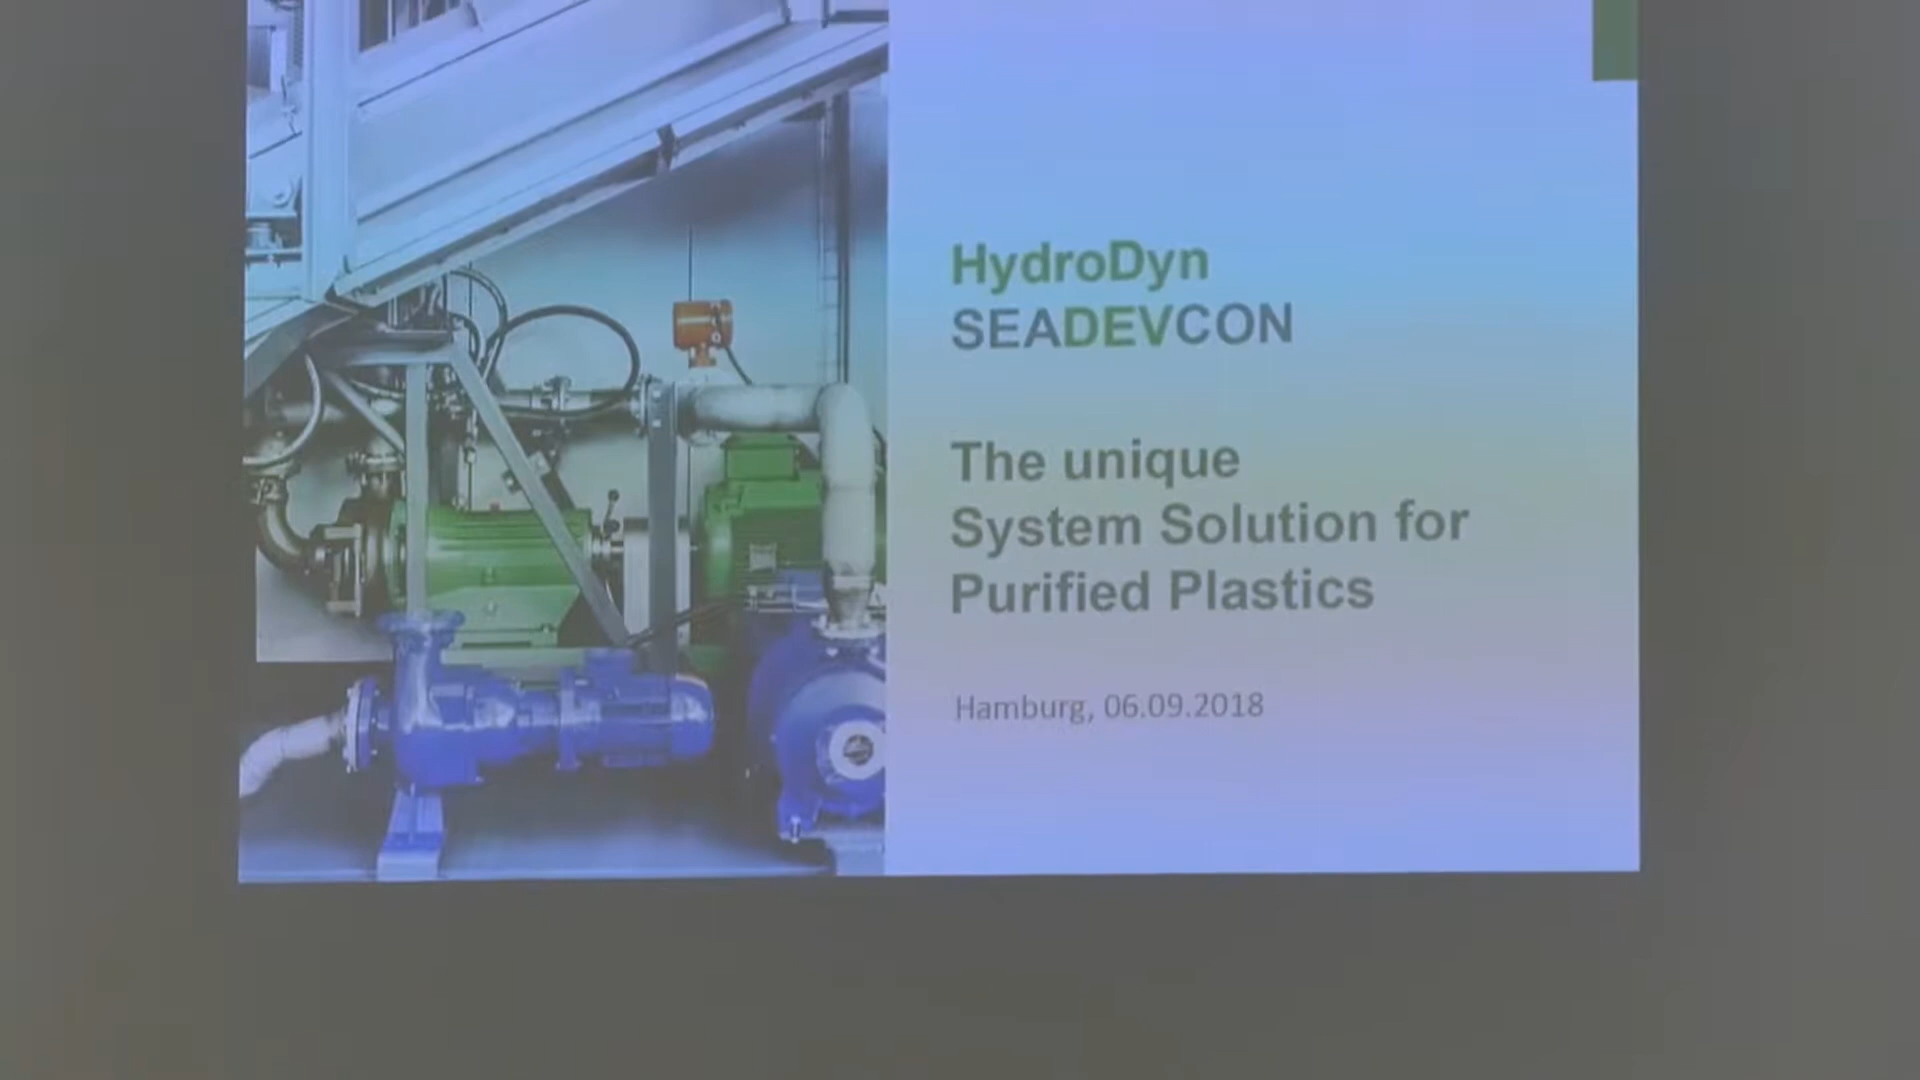 HydroDyn
SEADEVCON
The unique
System Solution for
Purified Plastics
Hamburg, 06.09.2018